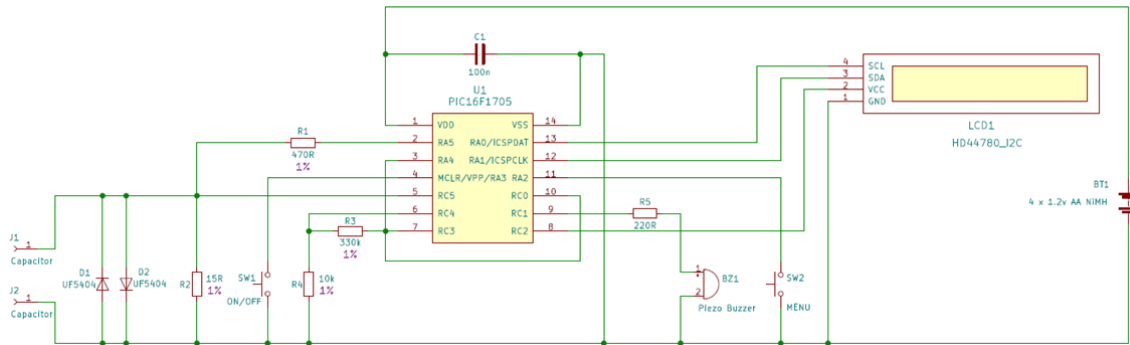 C1
100n
U1
PIC16F1705
1 VDD VSS 14
2 RA5 RA0/ICSPDAT 13
3 RA4 RA1/ICSPCLK 12
4 MCLR/VPP/RA3 RA2 11
5 RC5 RC0 10
6 RC4 RC1 9
7 RC3 RC2 8
R1
470R
1%
4 SCL
3 SDA
2 VCC
1 GND
LCD1
HD44780_I2C
BT1
4 x 1.2v AA NiMH
R5
220R
R3
330k
1%
J1
1
Capacitor
J2
1
Capacitor
D1
UF5404
D2
UF5404
R2
15R
1%
SW1
ON/OFF
R4
10k
1%
1
2
BZ1
Piezo Buzzer
SW2
MENU